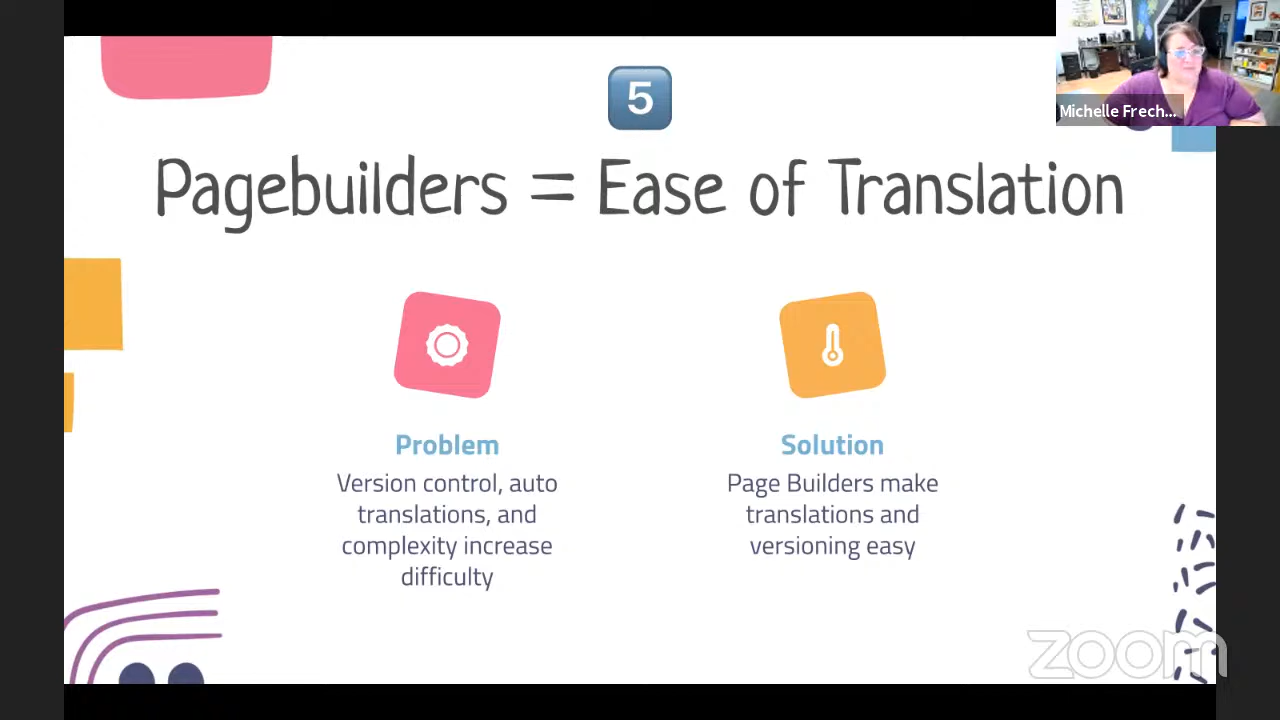 5
Pagebuilders = Ease of Translation
Problem
Version control, auto
translations, and
complexity increase
difficulty
Solution
Page Builders make
translations and
versioning easy
Michelle Frech...
zoom